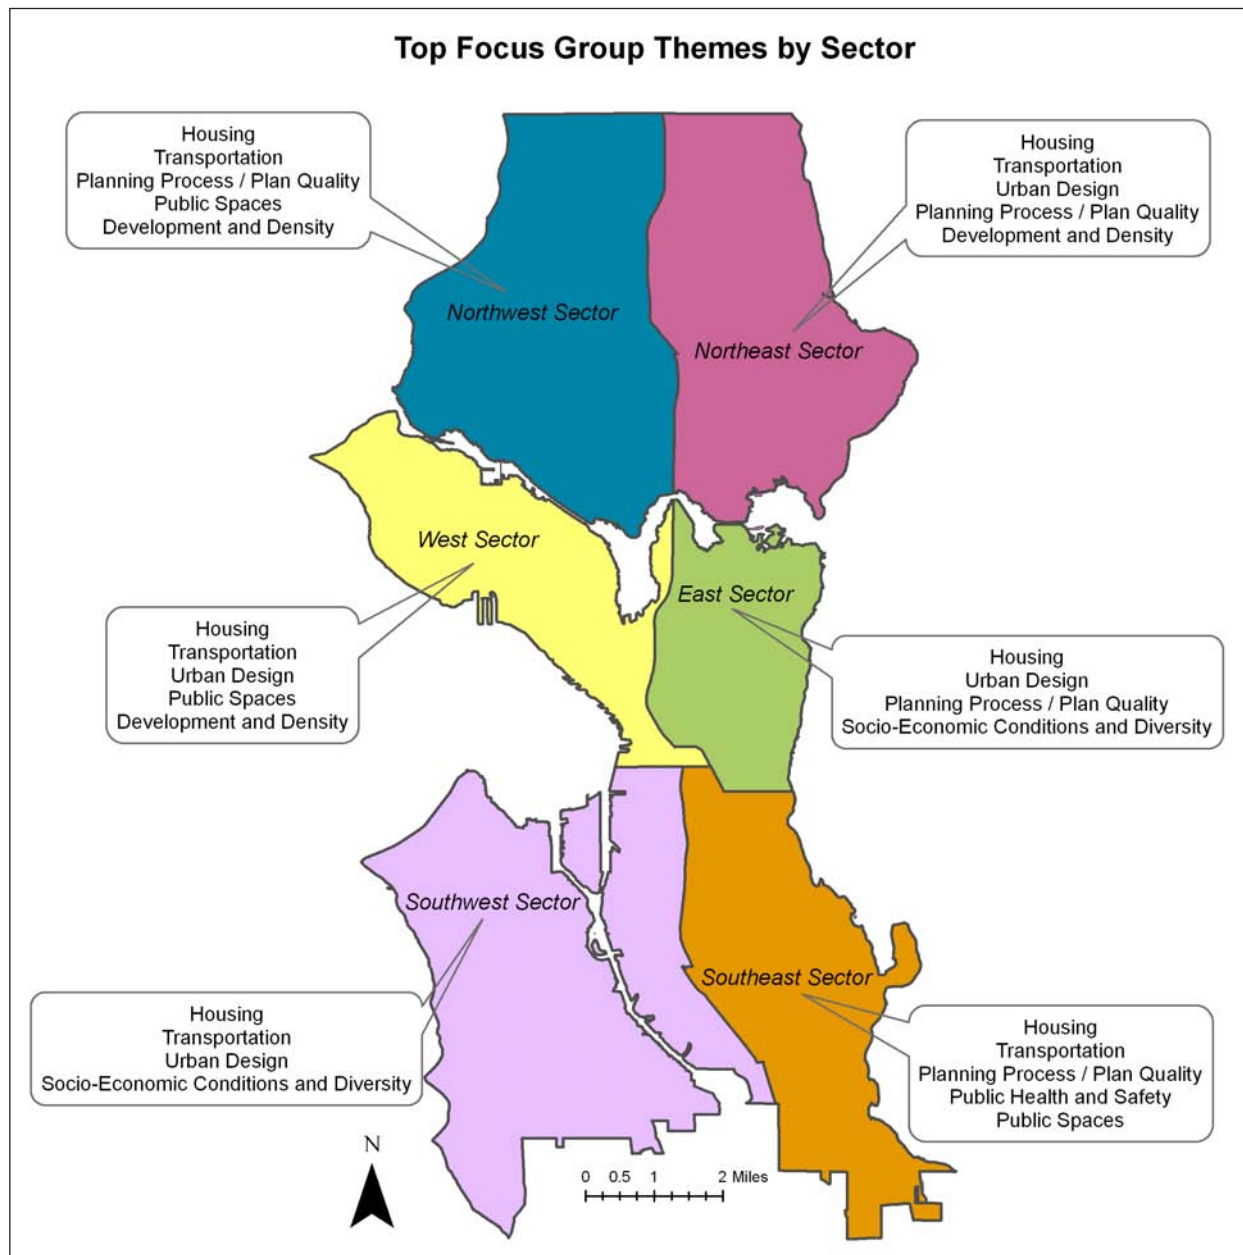 Top Focus Group Themes by Sector
Housing
Transportation
Planning Process / Plan Quality
Public Spaces
Development and Density
Housing
Transportation
Urban Design
Planning Process / Plan Quality
Development and Density
Northwest Sector
Northeast Sector
West Sector
East Sector
Housing
Transportation
Urban Design
Public Spaces
Development and Density
Housing
Urban Design
Planning Process / Plan Quality
Socio-Economic Conditions and Diversity
Southwest Sector
Southeast Sector
Housing
Transportation
Urban Design
Socio-Economic Conditions and Diversity
Housing
Transportation
Planning Process / Plan Quality
Public Health and Safety
Public Spaces
N
0 0.5 1 2 Miles